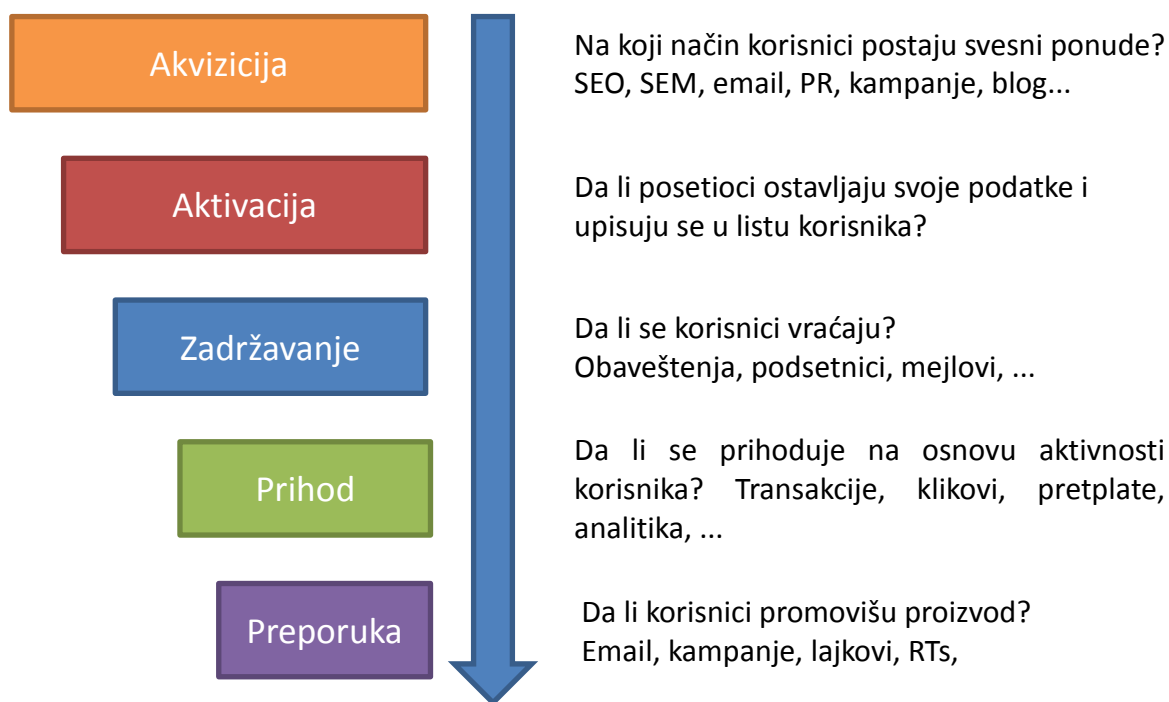 Akvizicija
Na koji način korisnici postaju svesni ponude?
SEO, SEM, email, PR, kampanje, blog...
Aktivacija
Da li posetioci ostavljaju svoje podatke i
upisuju se u listu korisnika?
Zadržavanje
Da li se korisnici vraćaju?
Obaveštenja, podsetnici, mejlovi, ...
Prihod
Da li se prihoduje na osnovu aktivnosti
korisnika? Transakcije, klikovi, pretplate,
analitika, ...
Preporuka
Da li korisnici promovišu proizvod?
Email, kampanje, lajkovi, RTs,